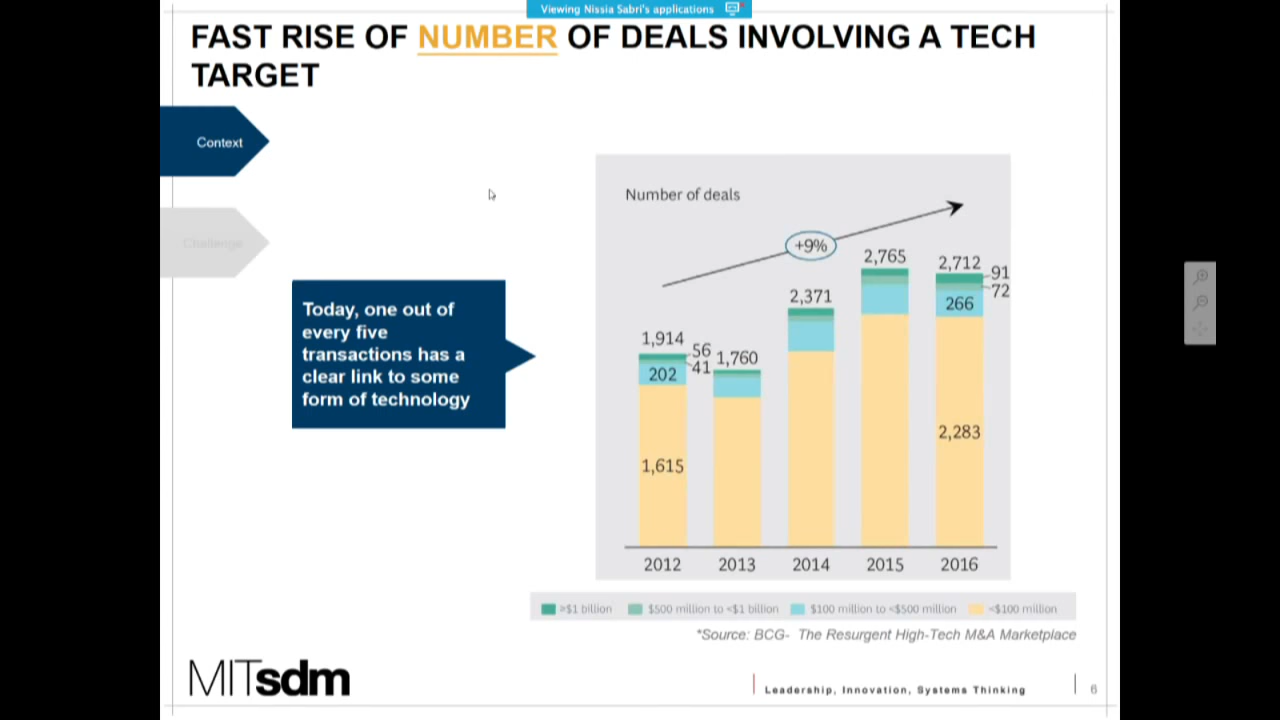 Viewing Nissia Sabri's applications
FAST RISE OF NUMBER OF DEALS INVOLVING A TECH
TARGET
Context
Challenge
Today, one out of
every five
transactions has a
clear link to some
form of technology
Number of deals
+9%
2,765
2,712
91
72
2,371
266
1,914
56
1,760
41
202
2,283
1,615
2012 2013 2014 2015 2016
>$1 billion $500 million to <$1 billion $100 million to <$500 million <$100 million
*Source: BCG- The Resurgent High-Tech M&A Marketplace
MITsdm
Leadership, Innovation, Systems Thinking
6